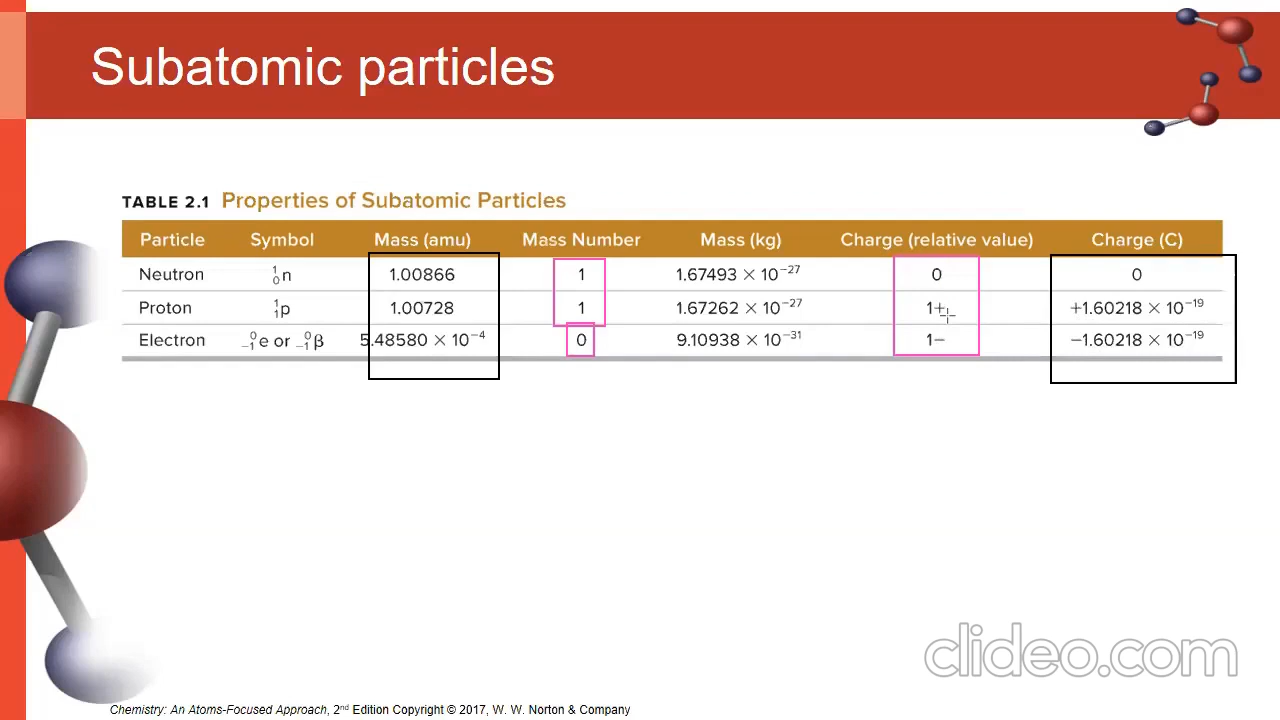 Subatomic particles
TABLE 2.1 Properties of Subatomic Particles
Particle Symbol Mass (amu) Mass Number Mass (kg) Charge (relative value) Charge (C)
Neutron ¹₀n 1.00866 1 1.67493 × 10⁻²⁷ 0 0
Proton ¹₁p 1.00728 1 1.67262 × 10⁻²⁷ 1+ +1.60218 × 10⁻¹⁹
Electron ⁰₋₁e or ⁰₋₁β 5.48580 × 10⁻⁴ 0 9.10938 × 10⁻³¹ 1− −1.60218 × 10⁻¹⁹
clideo.com
Chemistry: An Atoms-Focused Approach, 2nd Edition Copyright © 2017, W. W. Norton & Company